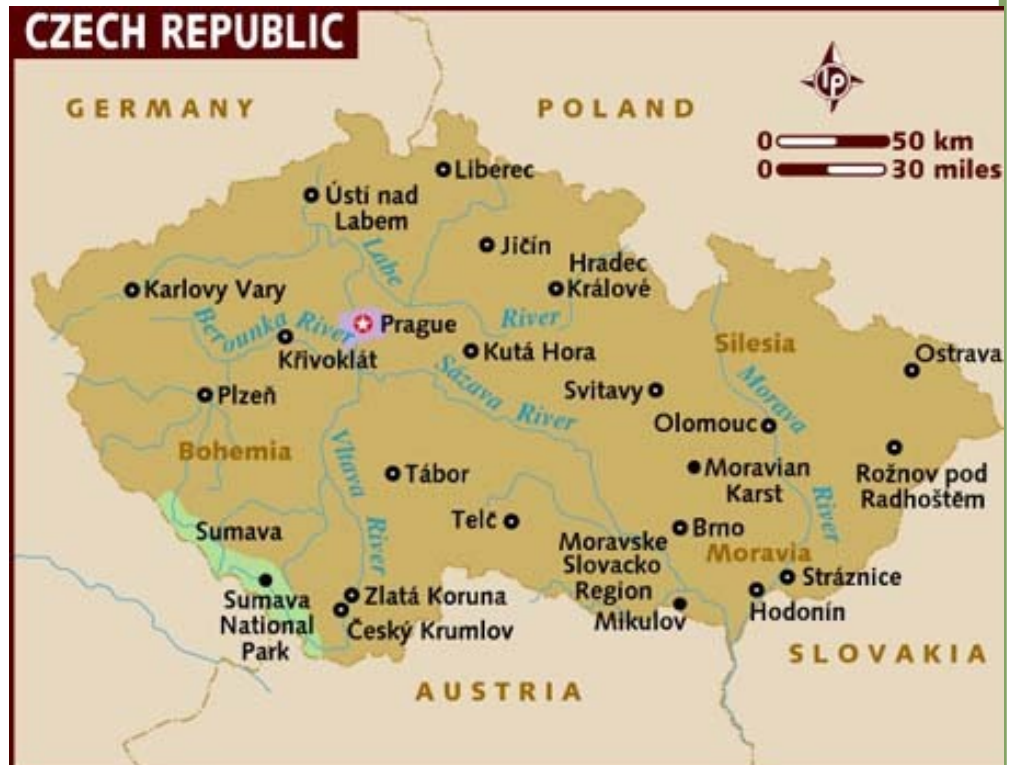 CZECH REPUBLIC
GERMANY
POLAND
lp
0 50 km
0 30 miles
Liberec
Ústí nad
Labem
Labe
Jičín
Hradec
Králové
Karlovy Vary
Berounka River
Prague
River
Křivoklát
Kutá Hora
Silesia
Ostrava
Plzeň
Sázava River
Svitavy
Morava
Olomouc
Bohemia
Vltava
Tábor
Moravian
Karst
Rožnov pod
Radhoštěm
River
Sumava
Telč
Brno
River
Moravske
Slovacko
Region
Moravia
Sumava
National
Park
Zlatá Koruna
Český Krumlov
Mikulov
Stráznice
Hodonín
SLOVAKIA
AUSTRIA